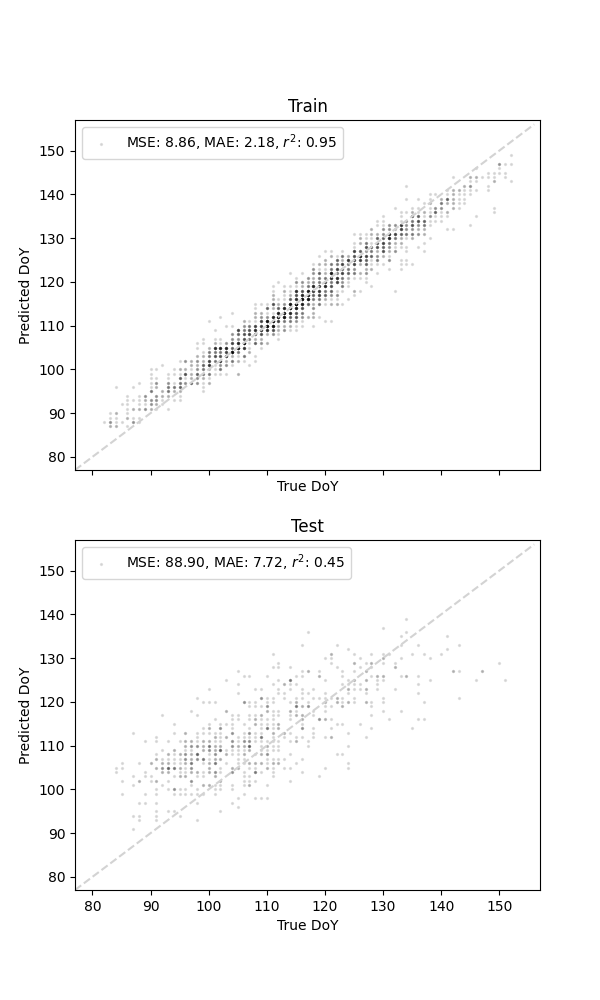 Train
MSE: 8.86, MAE: 2.18, r²: 0.95
150
140
130
120
110
100
90
80
Predicted DoY
True DoY
Test
MSE: 88.90, MAE: 7.72, r²: 0.45
150
140
130
120
110
100
90
80
Predicted DoY
80 90 100 110 120 130 140 150
True DoY